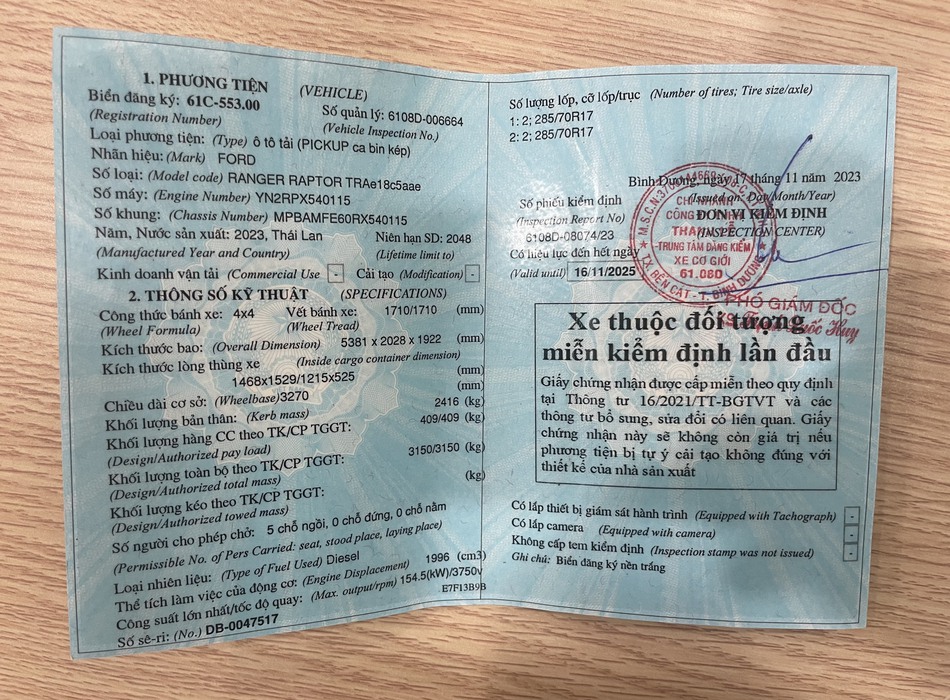 1. PHƯƠNG TIỆN (VEHICLE)
Biển đăng ký: 61C-553.00 Số quản lý: 6108D-006664
(Registration Number) (Vehicle Inspection No.)
Loại phương tiện: (Type) ô tô tải (PICKUP ca bin kép)
Nhãn hiệu: (Mark) FORD
Số loại: (Model code) RANGER RAPTOR TRAe18c5aae
Số máy: (Engine Number) YN2RPX540115
Số khung: (Chassis Number) MPBAMFE60RX540115
Năm, Nước sản xuất: 2023, Thái Lan Niên hạn SD: 2048
(Manufactured Year and Country) (Lifetime limit to)
Kinh doanh vận tải (Commercial Use - Cải tạo (Modification) -
2. THÔNG SỐ KỸ THUẬT (SPECIFICATIONS)
Công thức bánh xe: 4x4 Vết bánh xe: 1710/1710 (mm)
(Wheel Formula) (Wheel Tread)
Kích thước bao: (Overall Dimension) 5381 x 2028 x 1922 (mm)
Kích thước lòng thùng xe (Inside cargo container dimension)
1468x1529/1215x525 (mm)
Chiều dài cơ sở: (Wheelbase)3270 (mm)
Khối lượng bản thân: (Kerb mass) 2416 (kg)
Khối lượng hàng CC theo TK/CP TGGT: 409/409 (kg)
(Design/Authorized pay load)
Khối lượng toàn bộ theo TK/CP TGGT: 3150/3150 (kg)
(Design/Authorized total mass)
Khối lượng kéo theo TK/CP TGGT: (kg)
(Design/Authorized towed mass)
Số người cho phép chở: 5 chỗ ngồi, 0 chỗ đứng, 0 chỗ nằm
(Permissible No. of Pers Carried: seat, stood place, laying place)
Loại nhiên liệu: (Type of Fuel Used) Diesel
Thể tích làm việc của động cơ: (Engine Displacement) 1996 (cm3)
Công suất lớn nhất/tốc độ quay: (Max. output/rpm) 154.5(kW)/3750v
E7F13B9B
Số sê-ri: (No.) DB-0047517
Số lượng lốp, cỡ lốp/trục (Number of tires; Tire size/axle)
1: 2; 285/70R17
2: 2; 285/70R17
Bình Dương, ngày 17 tháng 11 năm 2023
(Issued on: Day/Month/Year)
Số phiếu kiểm định ĐƠN VỊ KIỂM ĐỊNH
(Inspection Report No) (INSPECTION CENTER)
6108D-08074/23
Có hiệu lực đến hết ngày
(Valid until) 16/11/2025
CHI NHÁNH
CÔNG
TRUNG TÂM ĐĂNG KIỂM
XE CƠ GIỚI
61.08D
T.X. BẾN CÁT - T. BÌNH DƯƠNG
PHÓ GIÁM ĐỐC
Quốc Huy
Xe thuộc đối tượng
miễn kiểm định lần đầu
Giấy chứng nhận được cấp miễn theo quy định
tại Thông tư 16/2021/TT-BGTVT và các
thông tư bổ sung, sửa đổi có liên quan. Giấy
chứng nhận này sẽ không còn giá trị nếu
phương tiện bị tự ý cải tạo không đúng với
thiết kế của nhà sản xuất
Có lắp thiết bị giám sát hành trình (Equipped with Tachograph) -
Có lắp camera (Equipped with camera) -
Không cấp tem kiểm định (Inspection stamp was not issued) -
Ghi chú: Biển đăng ký nền trắng